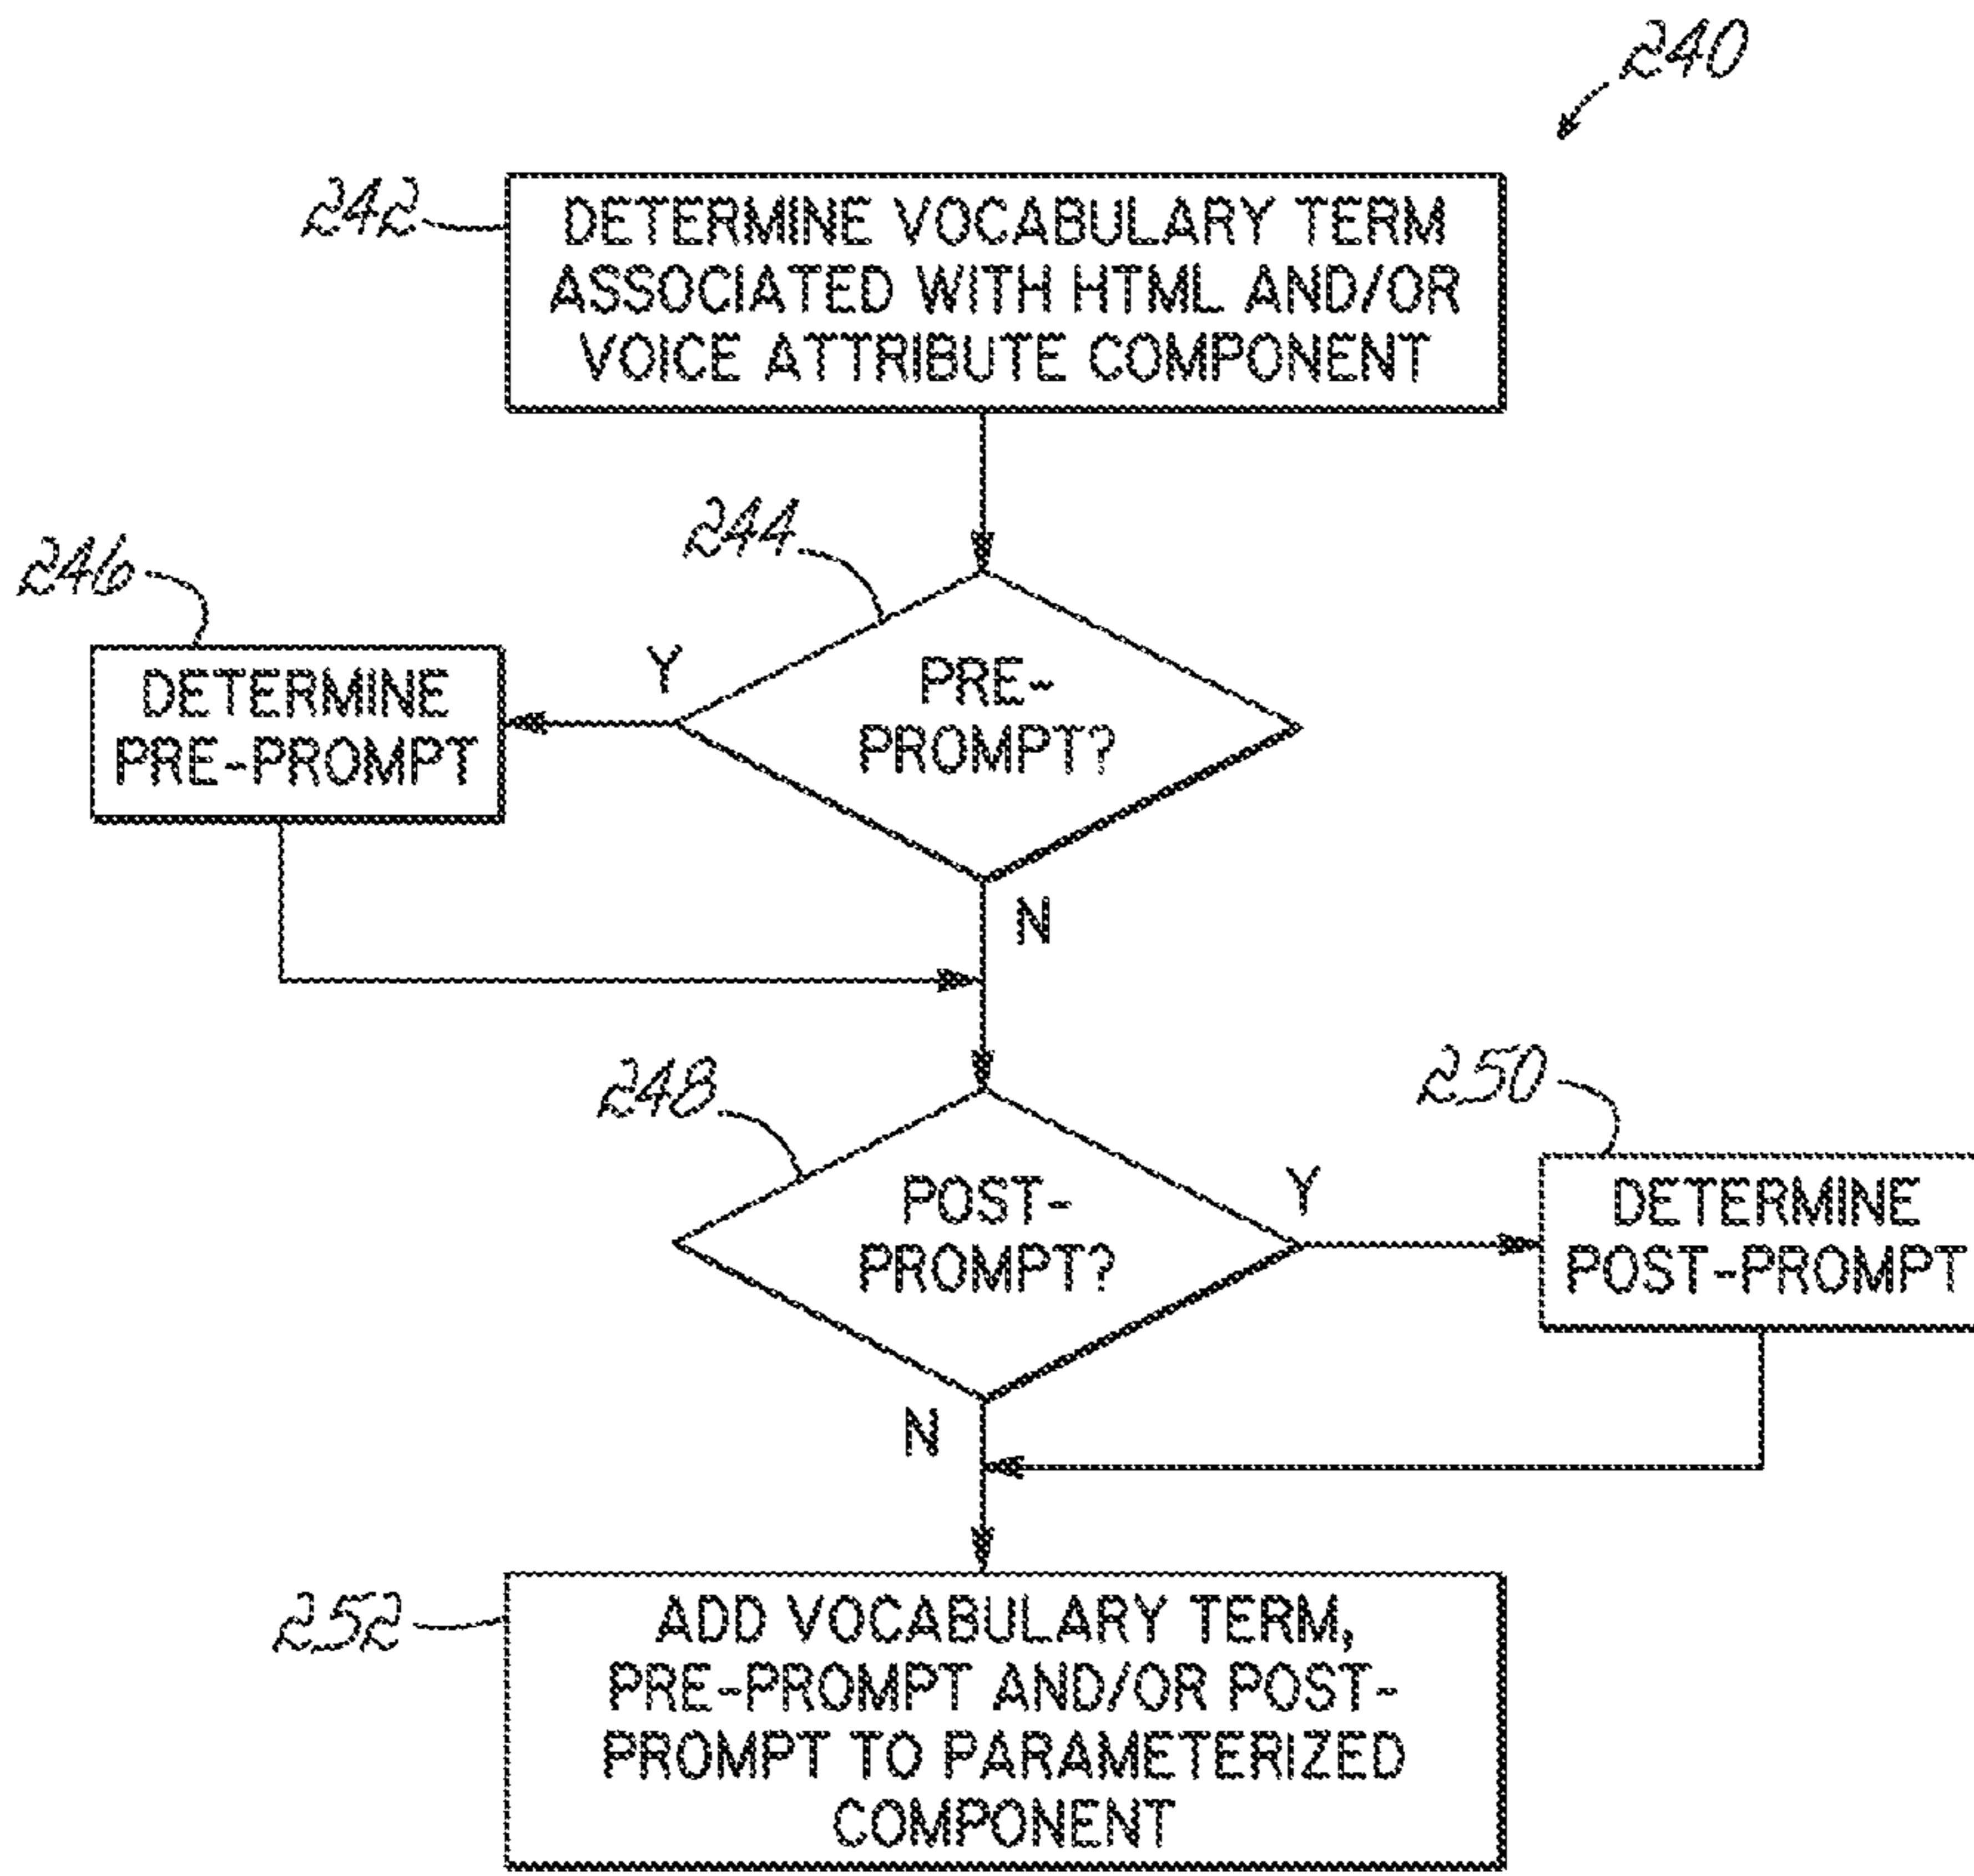 240
242
DETERMINE VOCABULARY TERM
ASSOCIATED WITH HTML AND/OR
VOICE ATTRIBUTE COMPONENT
244
246
DETERMINE
PRE-PROMPT
Y
PRE-
PROMPT?
N
248
250
POST-
PROMPT?
Y
DETERMINE
POST-PROMPT
N
252
ADD VOCABULARY TERM,
PRE-PROMPT AND/OR POST-
PROMPT TO PARAMETERIZED
COMPONENT